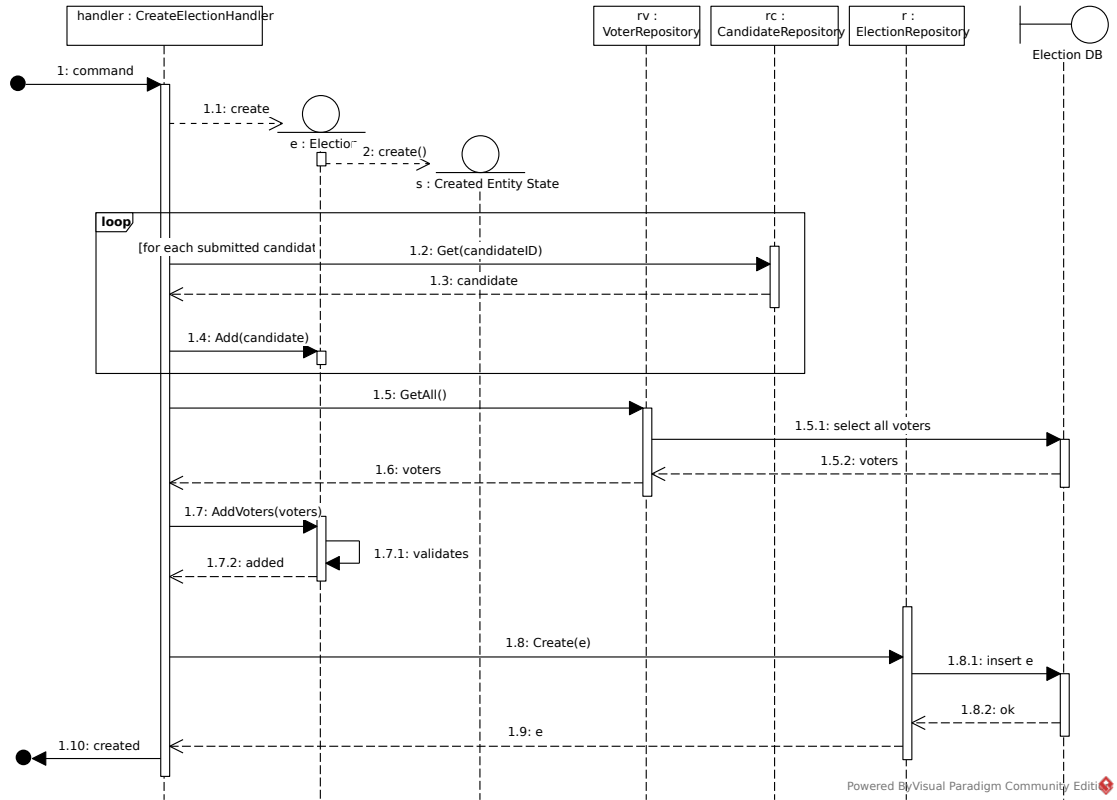 handler : CreateElectionHandler
rv :
VoterRepository
rc :
CandidateRepository
r :
ElectionRepository
Election DB
1: command
1.1: create
e : Election
2: create()
s : Created Entity State
loop
[for each submitted candidat
1.2: Get(candidateID)
1.3: candidate
1.4: Add(candidate)
1.5: GetAll()
1.5.1: select all voters
1.5.2: voters
1.6: voters
1.7: AddVoters(voters)
1.7.1: validates
1.7.2: added
1.8: Create(e)
1.8.1: insert e
1.8.2: ok
1.9: e
1.10: created
Powered ByVisual Paradigm Community Edition